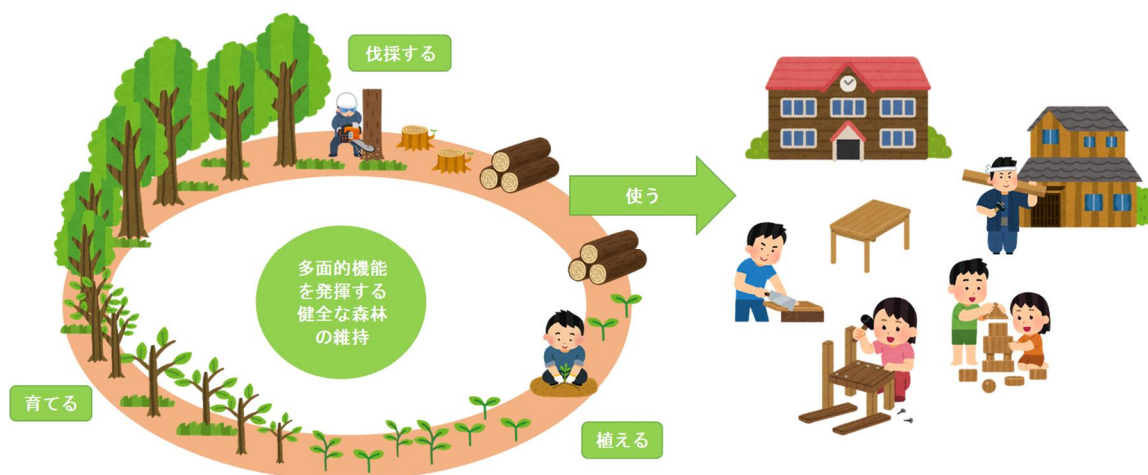 伐採する
使う
多面的機能
を発揮する
健全な森林
の維持
育てる
植える